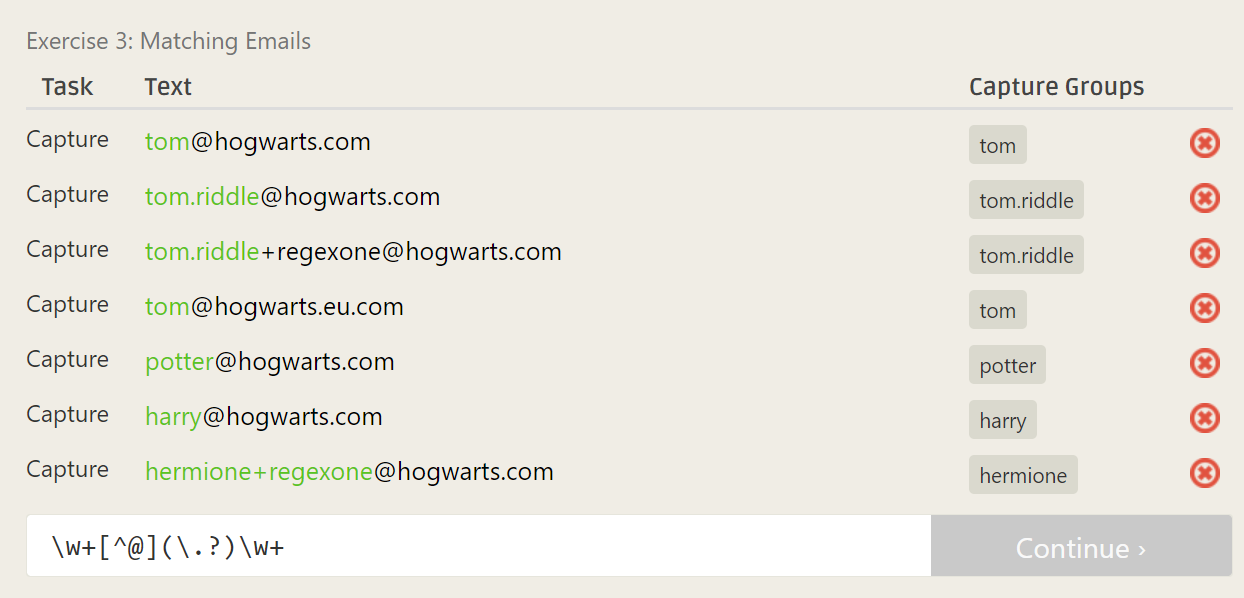 Exercise 3: Matching Emails
Task Text Capture Groups
Capture tom@hogwarts.com tom
Capture tom.riddle@hogwarts.com tom.riddle
Capture tom.riddle+regexone@hogwarts.com tom.riddle
Capture tom@hogwarts.eu.com tom
Capture potter@hogwarts.com potter
Capture harry@hogwarts.com harry
Capture hermione+regexone@hogwarts.com hermione
\w+[^@](\.?)\w+ Continue ›